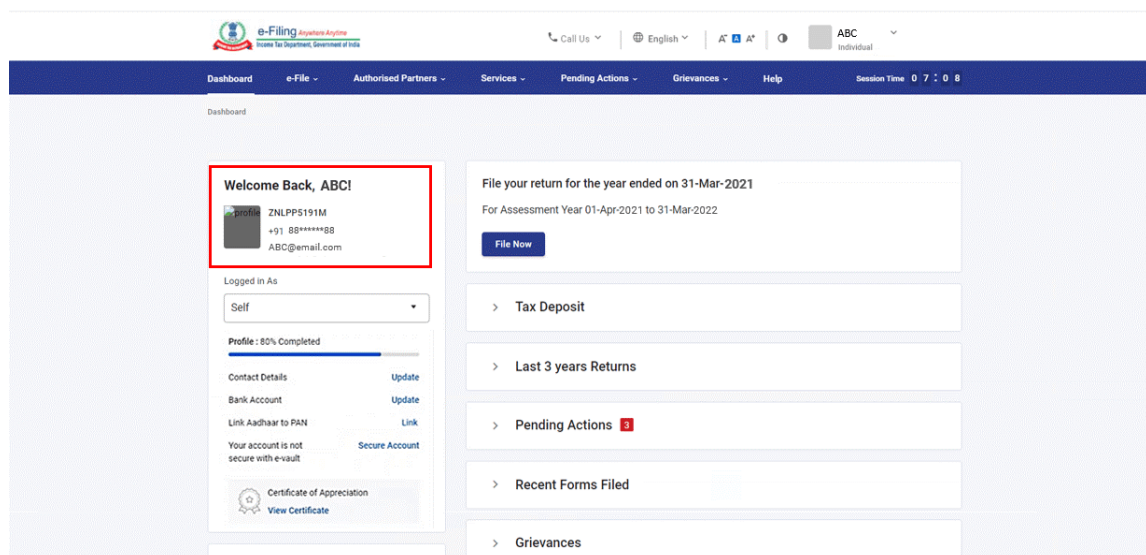 e-Filing Anywhere Anytime
Income Tax Department, Government of India
Call Us
English
A- A A+
ABC
Individual
Dashboard e-File Authorised Partners Services Pending Actions Grievances Help Session Time 0 7 : 0 8
Dashboard
Welcome Back, ABC!
profile
ZNLPP5191M
+91 88******88
ABC@email.com
Logged in As
Self
Profile : 80% Completed
Contact Details Update
Bank Account Update
Link Aadhaar to PAN Link
Your account is not Secure Account
secure with e-vault
Certificate of Appreciation
View Certificate
File your return for the year ended on 31-Mar-2021
For Assessment Year 01-Apr-2021 to 31-Mar-2022
File Now
Tax Deposit
Last 3 years Returns
Pending Actions 3
Recent Forms Filed
Grievances